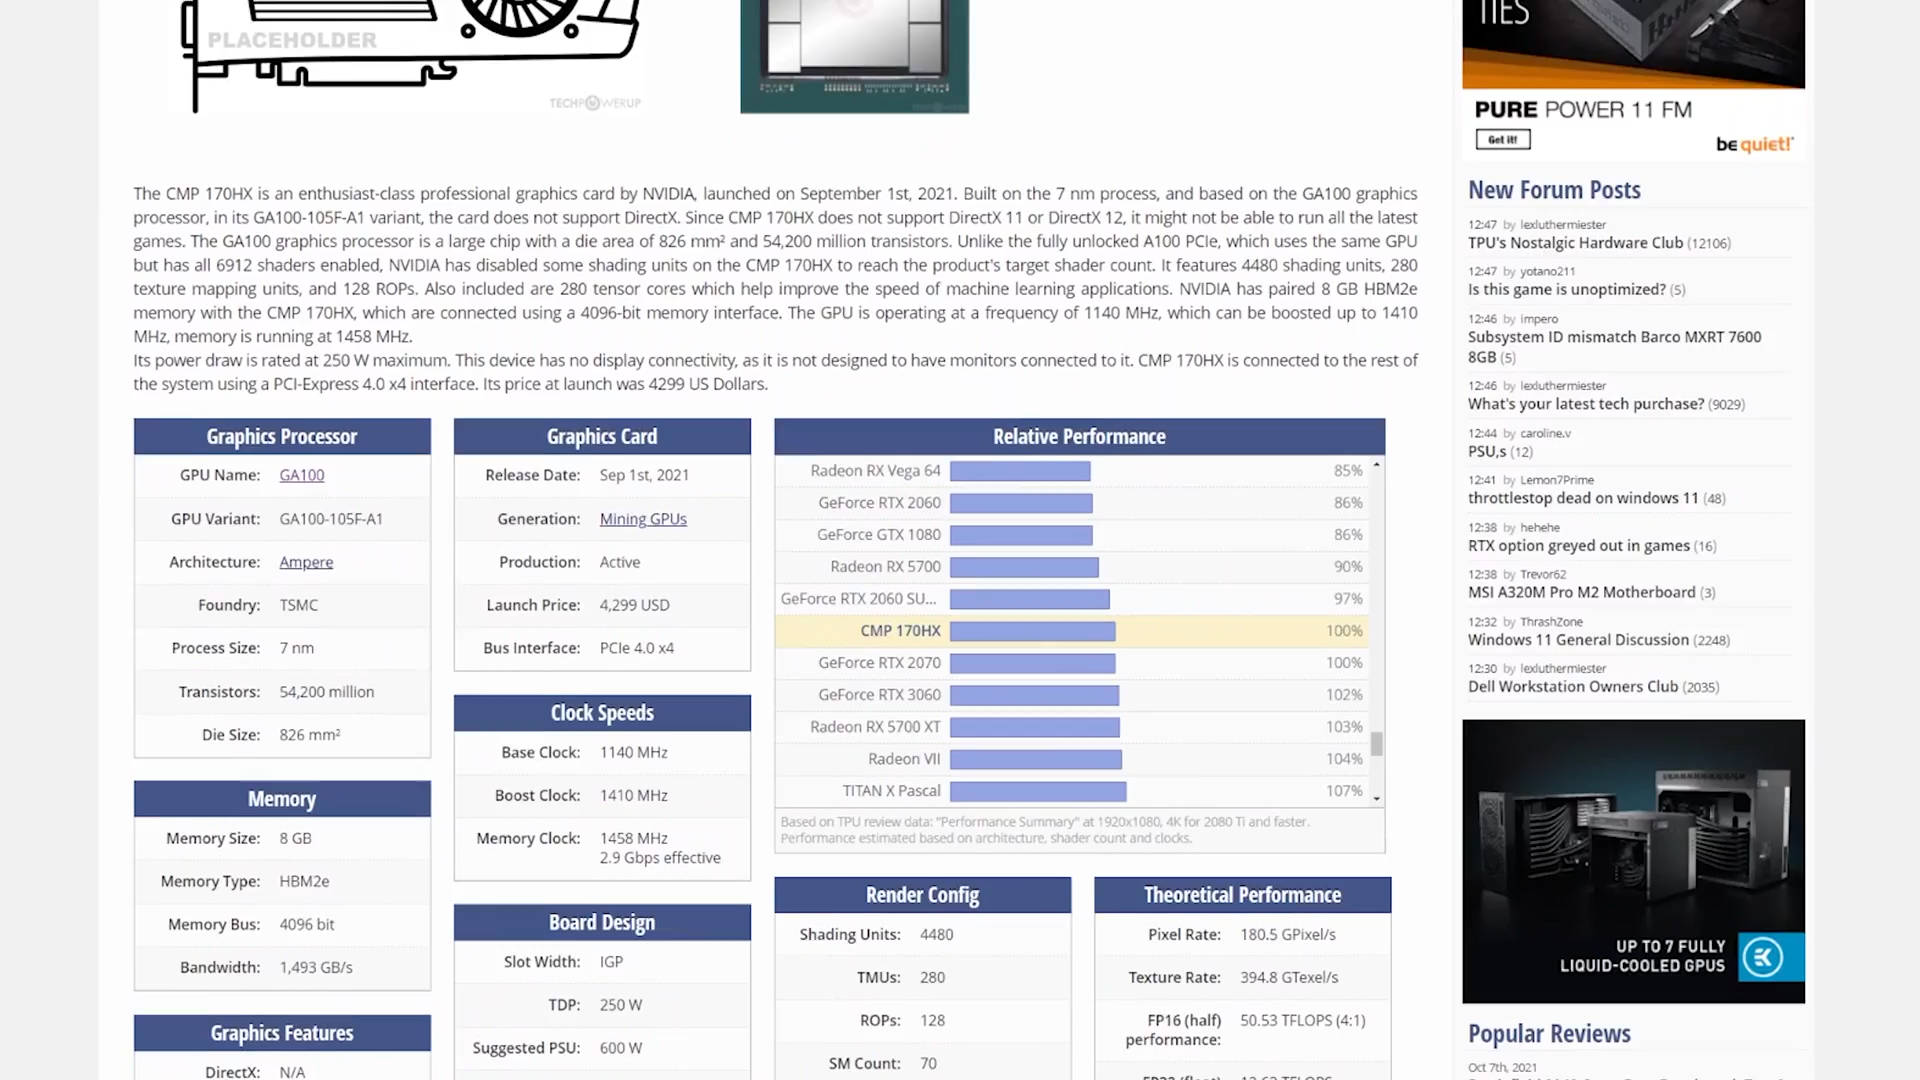 TIES
PLACEHOLDER
TECHPOWERUP
PURE POWER 11 FM
Get it!
be quiet!
The CMP 170HX is an enthusiast-class professional graphics card by NVIDIA, launched on September 1st, 2021. Built on the 7 nm process, and based on the GA100 graphics
processor, in its GA100-105F-A1 variant, the card does not support DirectX. Since CMP 170HX does not support DirectX 11 or DirectX 12, it might not be able to run all the latest
games. The GA100 graphics processor is a large chip with a die area of 826 mm² and 54,200 million transistors. Unlike the fully unlocked A100 PCIe, which uses the same GPU
but has all 6912 shaders enabled, NVIDIA has disabled some shading units on the CMP 170HX to reach the product's target shader count. It features 4480 shading units, 280
texture mapping units, and 128 ROPs. Also included are 280 tensor cores which help improve the speed of machine learning applications. NVIDIA has paired 8 GB HBM2e
memory with the CMP 170HX, which are connected using a 4096-bit memory interface. The GPU is operating at a frequency of 1140 MHz, which can be boosted up to 1410
MHz, memory is running at 1458 MHz.
Its power draw is rated at 250 W maximum. This device has no display connectivity, as it is not designed to have monitors connected to it. CMP 170HX is connected to the rest of
the system using a PCI-Express 4.0 x4 interface. Its price at launch was 4299 US Dollars.
Graphics Processor
GPU Name: GA100
GPU Variant: GA100-105F-A1
Architecture: Ampere
Foundry: TSMC
Process Size: 7 nm
Transistors: 54,200 million
Die Size: 826 mm²
Memory
Memory Size: 8 GB
Memory Type: HBM2e
Memory Bus: 4096 bit
Bandwidth: 1,493 GB/s
Graphics Features
DirectX: N/A
Graphics Card
Release Date: Sep 1st, 2021
Generation: Mining GPUs
Production: Active
Launch Price: 4,299 USD
Bus Interface: PCIe 4.0 x4
Clock Speeds
Base Clock: 1140 MHz
Boost Clock: 1410 MHz
Memory Clock: 1458 MHz
2.9 Gbps effective
Board Design
Slot Width: IGP
TDP: 250 W
Suggested PSU: 600 W
Relative Performance
Radeon RX Vega 64 85%
GeForce RTX 2060 86%
GeForce GTX 1080 86%
Radeon RX 5700 90%
GeForce RTX 2060 SU... 97%
CMP 170HX 100%
GeForce RTX 2070 100%
GeForce RTX 3060 102%
Radeon RX 5700 XT 103%
Radeon VII 104%
TITAN X Pascal 107%
Based on TPU review data: "Performance Summary" at 1920x1080, 4K for 2080 Ti and faster.
Performance estimated based on architecture, shader count and clocks.
Render Config
Shading Units: 4480
TMUs: 280
ROPs: 128
SM Count: 70
Theoretical Performance
Pixel Rate: 180.5 GPixel/s
Texture Rate: 394.8 GTexel/s
FP16 (half) 50.53 TFLOPS (4:1)
performance:
New Forum Posts
12:47 by lexluthermiester
TPU's Nostalgic Hardware Club (12106)
12:47 by yotano211
Is this game is unoptimized? (5)
12:46 by impero
Subsystem ID mismatch Barco MXRT 7600
8GB (5)
12:46 by lexluthermiester
What's your latest tech purchase? (9029)
12:44 by caroline.v
PSU,s (12)
12:41 by Lemon7Prime
throttlestop dead on windows 11 (48)
12:38 by hehehe
RTX option greyed out in games (16)
12:38 by Trevor62
MSI A320M Pro M2 Motherboard (3)
12:32 by ThrashZone
Windows 11 General Discussion (2248)
12:30 by lexluthermiester
Dell Workstation Owners Club (2035)
UP TO 7 FULLY
LIQUID-COOLED GPUS
Popular Reviews
Oct 7th, 2021